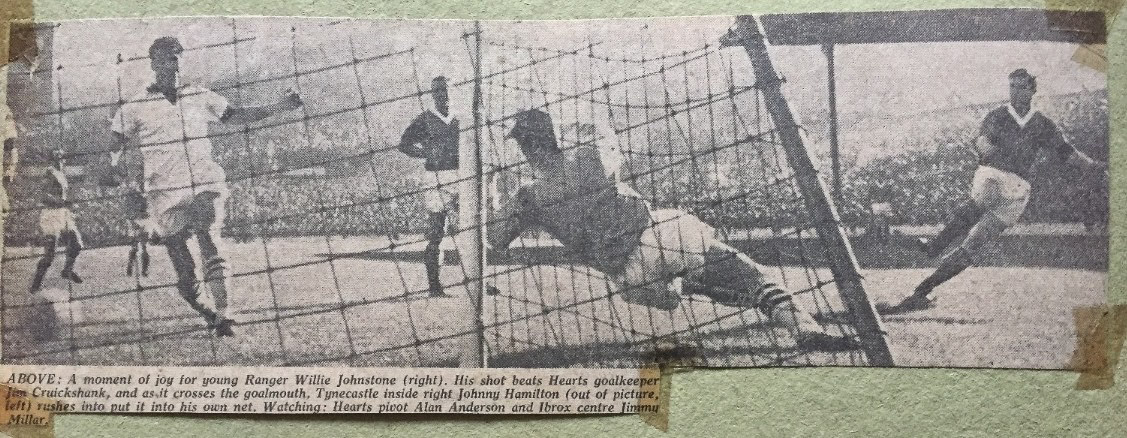 ABOVE: A moment of joy for young Ranger Willie Johnstone (right). His shot beats Hearts goalkeeper
Jim Cruickshank, and as it crosses the goalmouth, Tynecastle inside right Johnny Hamilton (out of picture,
left) rushes into put it into his own net. Watching: Hearts pivot Alan Anderson and Ibrox centre Jimmy
Millar.